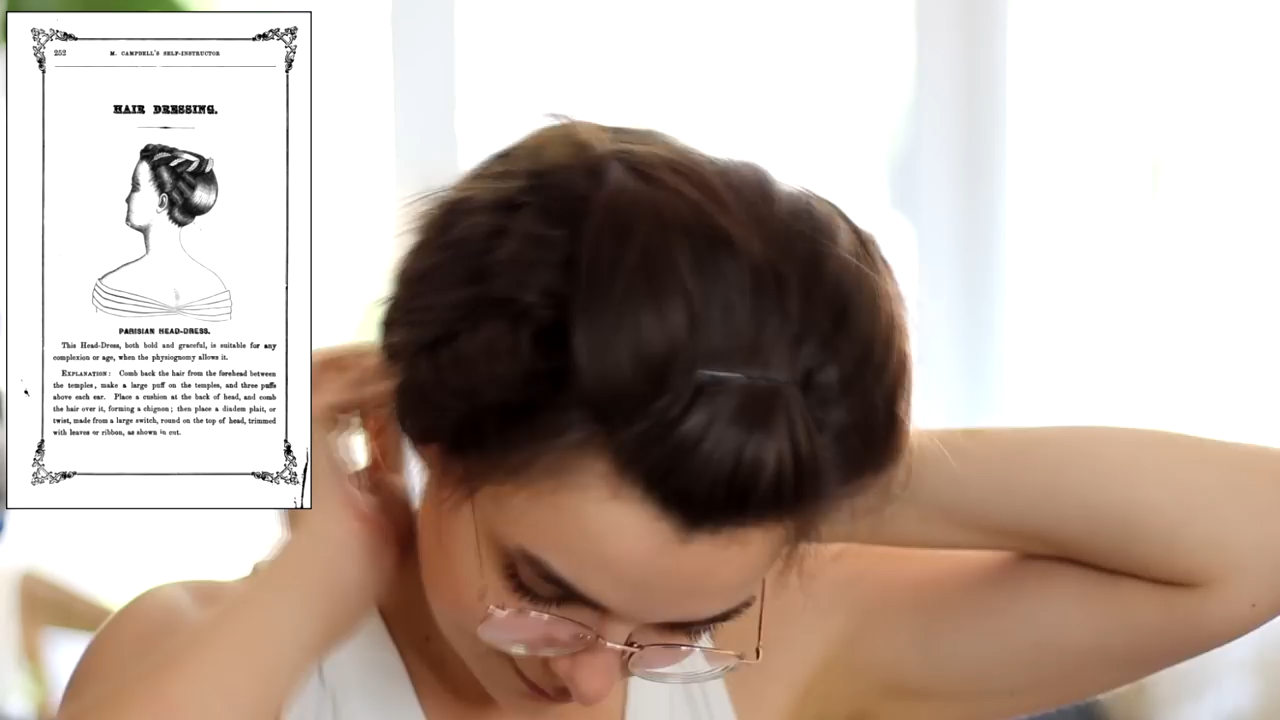 252
M. CAMPBELL'S SELF-INSTRUCTOR
HAIR DRESSING.
PARISIAN HEAD-DRESS.
This Head-Dress, both bold and graceful, is suitable for any
complexion or age, when the physiognomy allows it.
EXPLANATION: Comb back the hair from the forehead between
the temples, make a large puff on the temples, and three puffs
above each ear. Place a cushion at the back of head, and comb
the hair over it, forming a chignon; then place a diadem plait, or
twist, made from a large switch, round on the top of head, trimmed
with leaves or ribbon, as shown in cut.